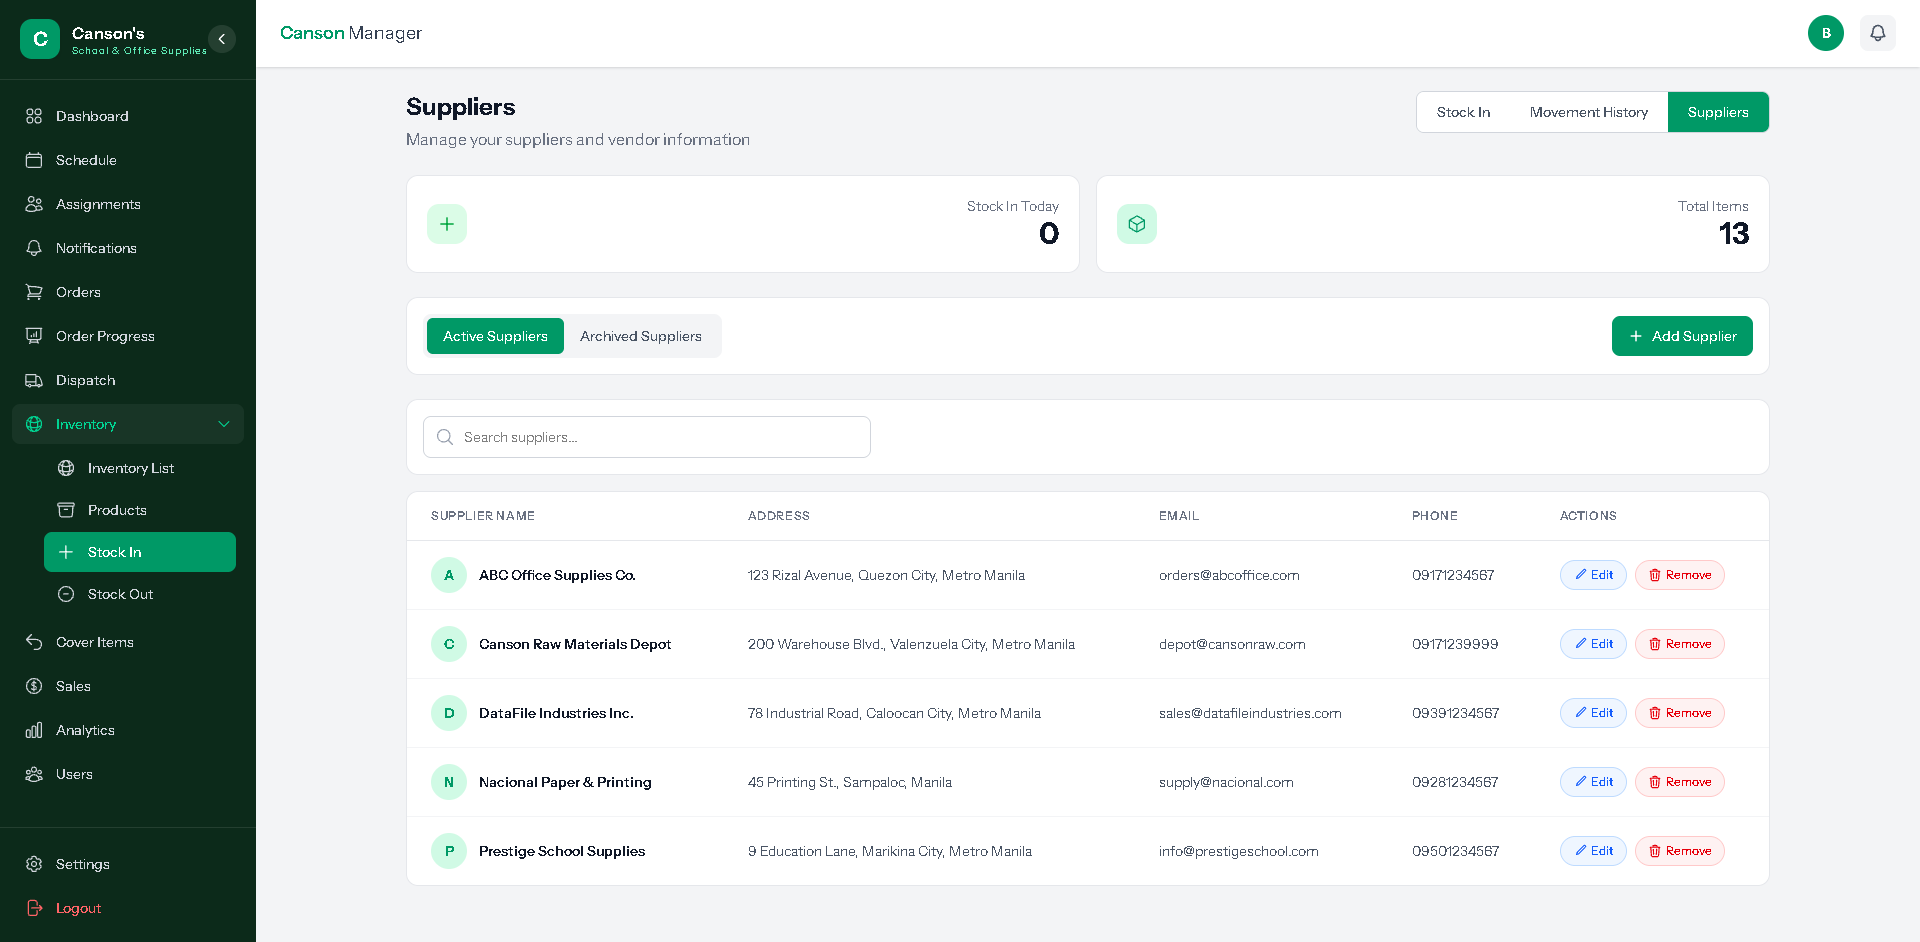 C
Canson's
School & Office Supplies
Dashboard
Schedule
Assignments
Notifications
Orders
Order Progress
Dispatch
Inventory
Inventory List
Products
Stock In
Stock Out
Cover Items
Sales
Analytics
Users
Settings
Logout
Canson Manager
B
Suppliers
Manage your suppliers and vendor information
Stock In Movement History Suppliers
Stock In Today
0
Total Items
13
Active Suppliers Archived Suppliers
Add Supplier
Search suppliers...
SUPPLIER NAME ADDRESS EMAIL PHONE ACTIONS
A ABC Office Supplies Co. 123 Rizal Avenue, Quezon City, Metro Manila orders@abcoffice.com 09171234567 Edit Remove
C Canson Raw Materials Depot 200 Warehouse Blvd., Valenzuela City, Metro Manila depot@cansonraw.com 09171239999 Edit Remove
D DataFile Industries Inc. 78 Industrial Road, Caloocan City, Metro Manila sales@datafileindustries.com 09391234567 Edit Remove
N Nacional Paper & Printing 45 Printing St., Sampaloc, Manila supply@nacional.com 09281234567 Edit Remove
P Prestige School Supplies 9 Education Lane, Marikina City, Metro Manila info@prestigeschool.com 09501234567 Edit Remove